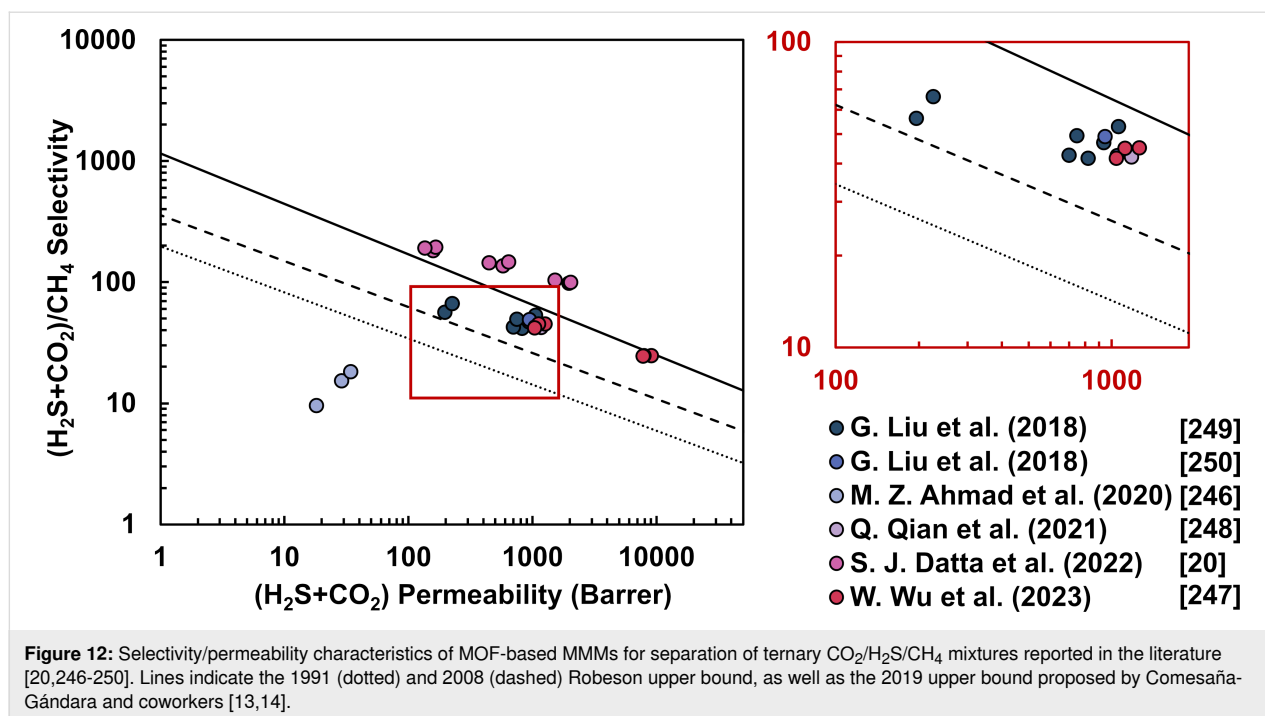 10000
1000
100
10
1
(H₂S+CO₂)/CH₄ Selectivity
1 10 100 1000 10000
(H₂S+CO₂) Permeability (Barrer)
100
10
100 1000
G. Liu et al. (2018) [249]
G. Liu et al. (2018) [250]
M. Z. Ahmad et al. (2020) [246]
Q. Qian et al. (2021) [248]
S. J. Datta et al. (2022) [20]
W. Wu et al. (2023) [247]
Figure 12: Selectivity/permeability characteristics of MOF-based MMMs for separation of ternary CO₂/H₂S/CH₄ mixtures reported in the literature
[20,246-250]. Lines indicate the 1991 (dotted) and 2008 (dashed) Robeson upper bound, as well as the 2019 upper bound proposed by Comesaña-
Gándara and coworkers [13,14].